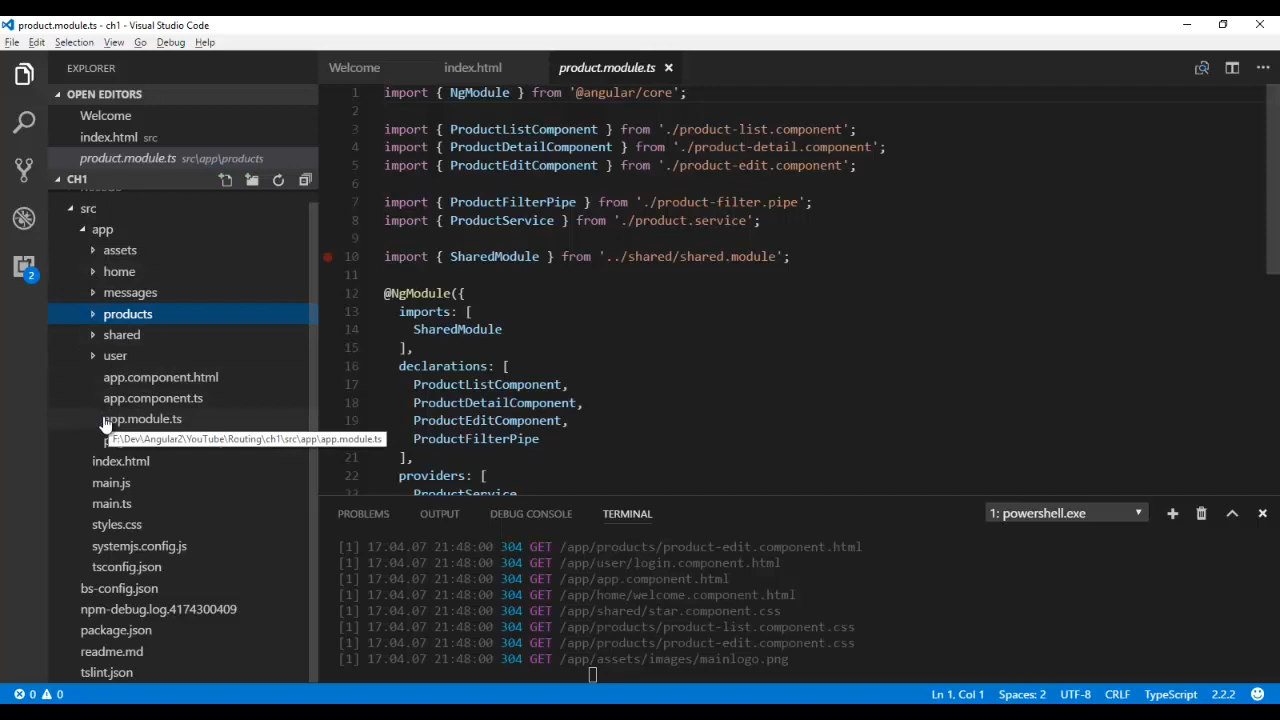 product.module.ts - ch1 - Visual Studio Code
File Edit Selection View Go Debug Help
EXPLORER
OPEN EDITORS
Welcome
index.html src
product.module.ts src\app\products
CH1
src
app
assets
home
messages
products
shared
user
app.component.html
app.component.ts
app.module.ts
F:\Dev\Angular2\YouTube\Routing\ch1\src\app\app.module.ts
index.html
main.js
main.ts
styles.css
systemjs.config.js
tsconfig.json
bs-config.json
npm-debug.log.4174300409
package.json
readme.md
tslint.json
2
Welcome index.html product.module.ts
1 import { NgModule } from '@angular/core';
2
3 import { ProductListComponent } from './product-list.component';
4 import { ProductDetailComponent } from './product-detail.component';
5 import { ProductEditComponent } from './product-edit.component';
6
7 import { ProductFilterPipe } from './product-filter.pipe';
8 import { ProductService } from './product.service';
9
10 import { SharedModule } from '../shared/shared.module';
11
12 @NgModule({
13 imports: [
14 SharedModule
15 ],
16 declarations: [
17 ProductListComponent,
18 ProductDetailComponent,
19 ProductEditComponent,
20 ProductFilterPipe
21 ],
22 providers: [
23 ProductService
PROBLEMS OUTPUT DEBUG CONSOLE TERMINAL 1: powershell.exe
[1] 17.04.07 21:48:00 304 GET /app/products/product-edit.component.html
[1] 17.04.07 21:48:00 304 GET /app/user/login.component.html
[1] 17.04.07 21:48:00 304 GET /app/app.component.html
[1] 17.04.07 21:48:00 304 GET /app/home/welcome.component.html
[1] 17.04.07 21:48:00 304 GET /app/shared/star.component.css
[1] 17.04.07 21:48:00 304 GET /app/products/product-list.component.css
[1] 17.04.07 21:48:00 304 GET /app/products/product-edit.component.css
[1] 17.04.07 21:48:00 304 GET /app/assets/images/mainlogo.png
0 0 Ln 1, Col 1 Spaces: 2 UTF-8 CRLF TypeScript 2.2.2